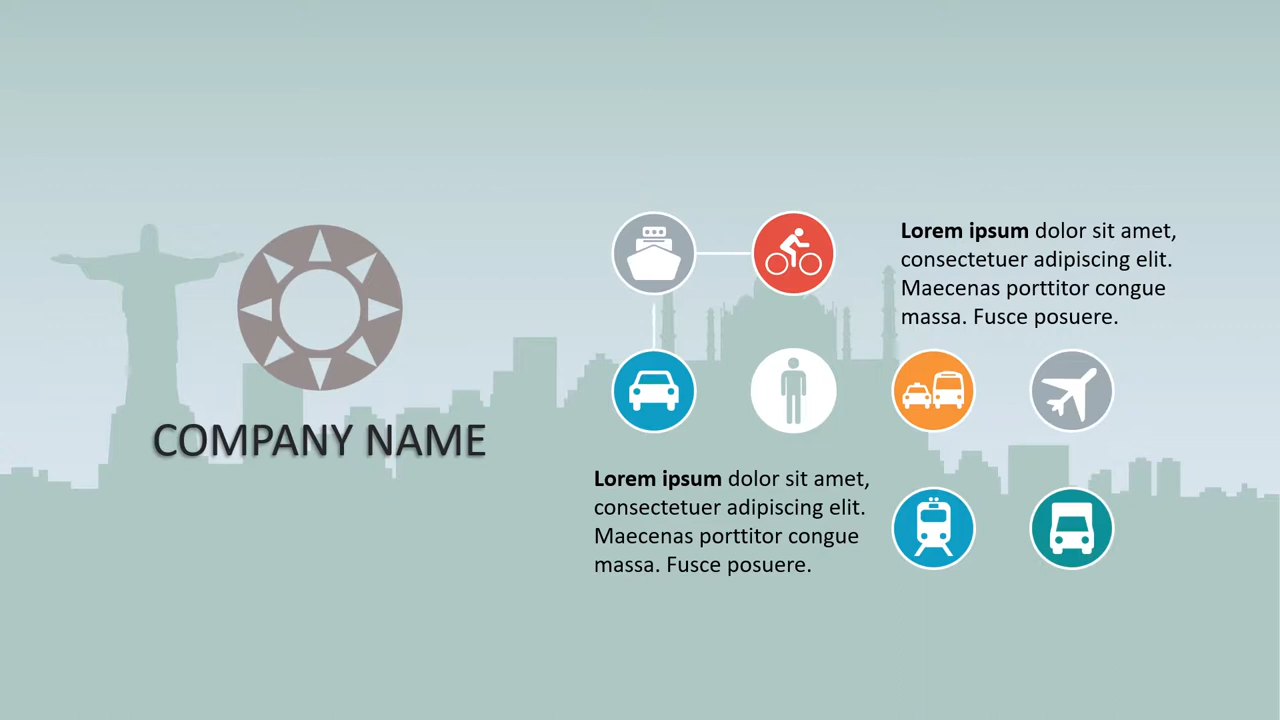 COMPANY NAME
Lorem ipsum dolor sit amet,
consectetuer adipiscing elit.
Maecenas porttitor congue
massa. Fusce posuere.
Lorem ipsum dolor sit amet,
consectetuer adipiscing elit.
Maecenas porttitor congue
massa. Fusce posuere.